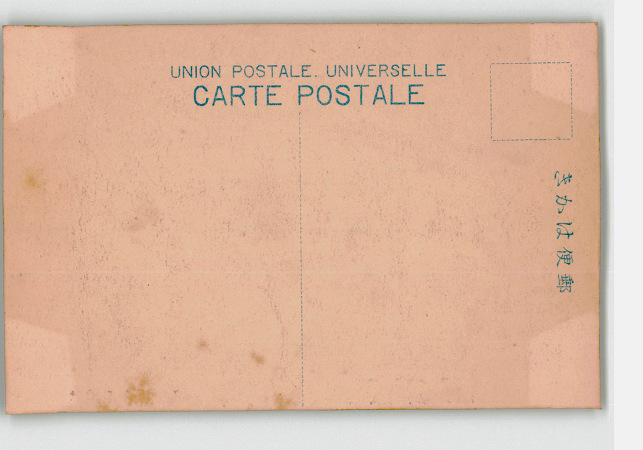 UNION POSTALE. UNIVERSELLE
CARTE POSTALE
郵便はかき